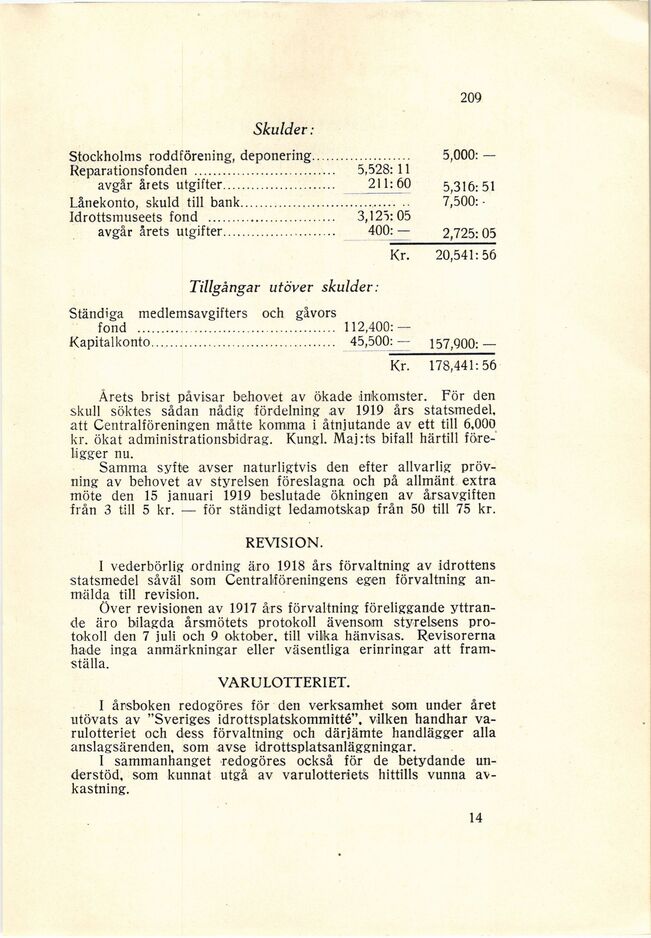 209
Skulder:
Stockholms roddförening, deponering.................... 5,000: —
Reparationsfonden ............................ 5,528: 11
avgår årets utgifter....................... 211: 60 5,316: 51
Lånekonto, skuld till bank.................................. 7,500: -
Idrottsmuseets fond .......................... 3,125: 05
avgår årets utgifter....................... 400: — 2,725: 05
Kr. 20,541: 56
Tillgångar utöver skulder:
Ständiga medlemsavgifters och gåvors
fond ........................................ 112,400: —
Kapitalkonto..................................... 45,500: — 157,900: —
Kr. 178,441: 56
Årets brist påvisar behovet av ökade inkomster. För den
skull söktes sådan nådig fördelning av 1919 års statsmedel,
att Centralföreningen måtte komma i åtnjutande av ett till 6,000
kr. ökat administrationsbidrag. Kungl. Maj:ts bifall härtill före-
ligger nu.
Samma syfte avser naturligtvis den efter allvarlig pröv-
ning av behovet av styrelsen föreslagna och på allmänt extra
möte den 15 januari 1919 beslutade ökningen av årsavgiften
från 3 till 5 kr. — för ständigt ledamotskap från 50 till 75 kr.
REVISION.
I vederbörlig ordning äro 1918 års förvaltning av idrottens
statsmedel såväl som Centralföreningens egen förvaltning an-
mälda till revision.
Över revisionen av 1917 års förvaltning föreliggande yttran-
de äro bilagda årsmötets protokoll ävensom styrelsens pro-
tokoll den 7 juli och 9 oktober, till vilka hänvisas. Revisorerna
hade inga anmärkningar eller väsentliga erinringar att fram-
ställa.
VARULOTTERIET.
I årsboken redogöres för den verksamhet som under året
utövats av "Sveriges idrottsplatskommitté", vilken handhar va-
rulotteriet och dess förvaltning och därjämte handlägger alla
anslagsärenden, som avse idrottsplatsanläggningar.
I sammanhanget redogöres också för de betydande un-
derstöd, som kunnat utgå av varulotteriets hittills vunna av-
kastning.
14